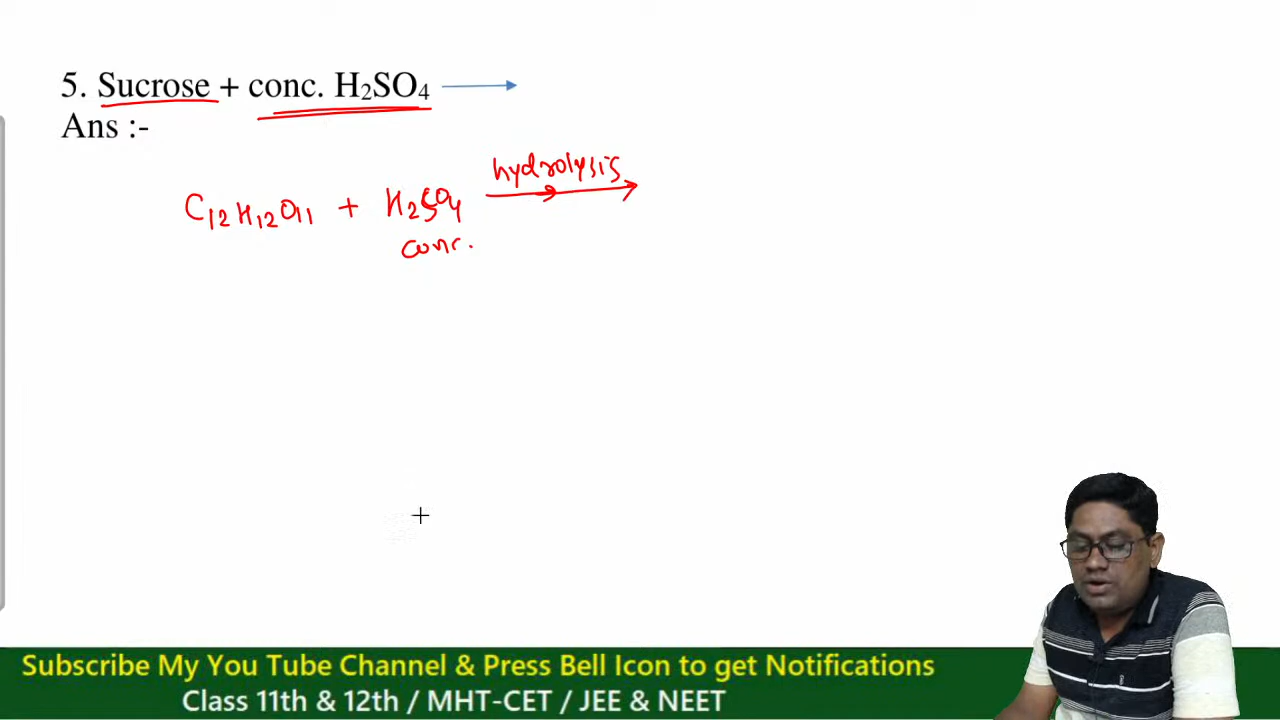 5. Sucrose + conc. H₂SO₄ →
Ans :-
hydrolysis
C₁₂H₁₂O₁₁ + H₂SO₄ →
conc.
Subscribe My You Tube Channel & Press Bell Icon to get Notifications
Class 11th & 12th / MHT-CET / JEE & NEET